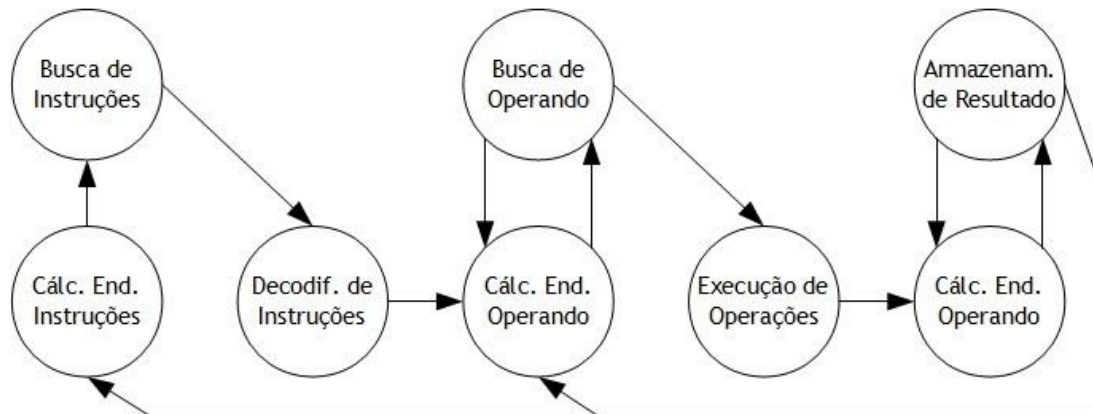 Busca de
Instruções
Busca de
Operando
Armazenam.
de Resultado
Cálc. End.
Instruções
Decodif. de
Instruções
Cálc. End.
Operando
Execução de
Operações
Cálc. End.
Operando